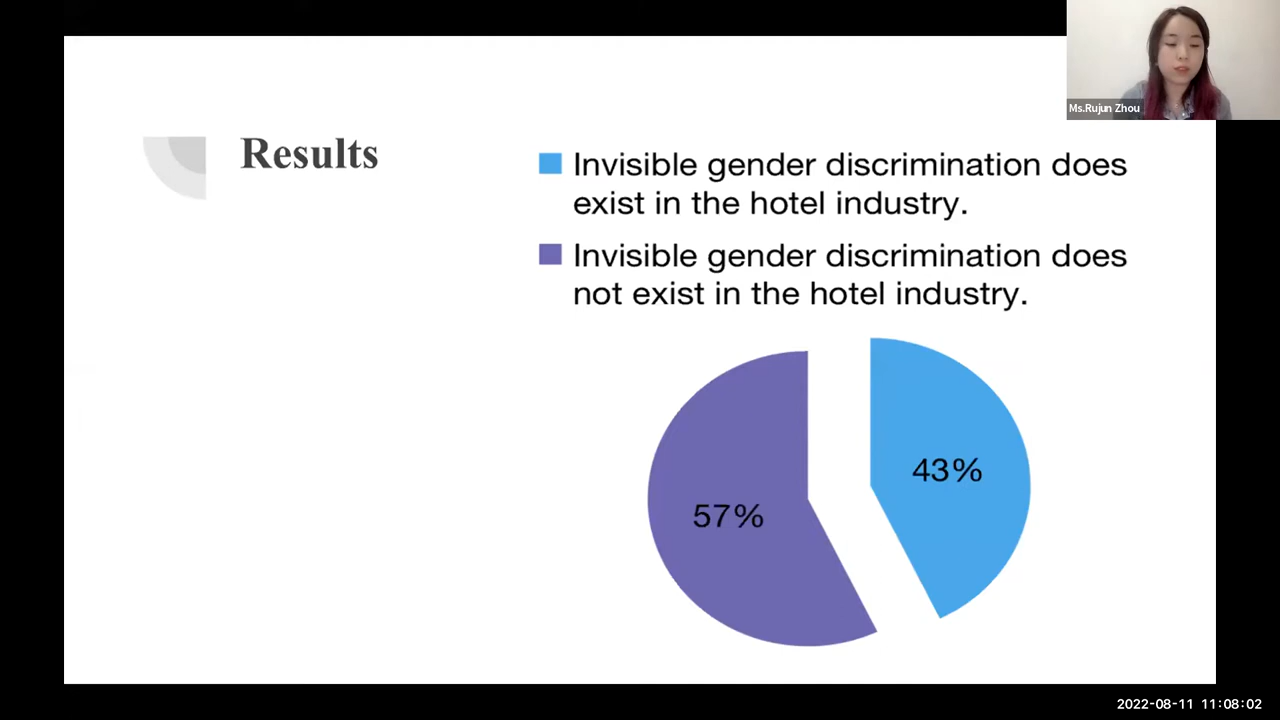 Ms.Rujun Zhou
Results
Invisible gender discrimination does
exist in the hotel industry.
Invisible gender discrimination does
not exist in the hotel industry.
43%
57%
2022-08-11 11:08:02